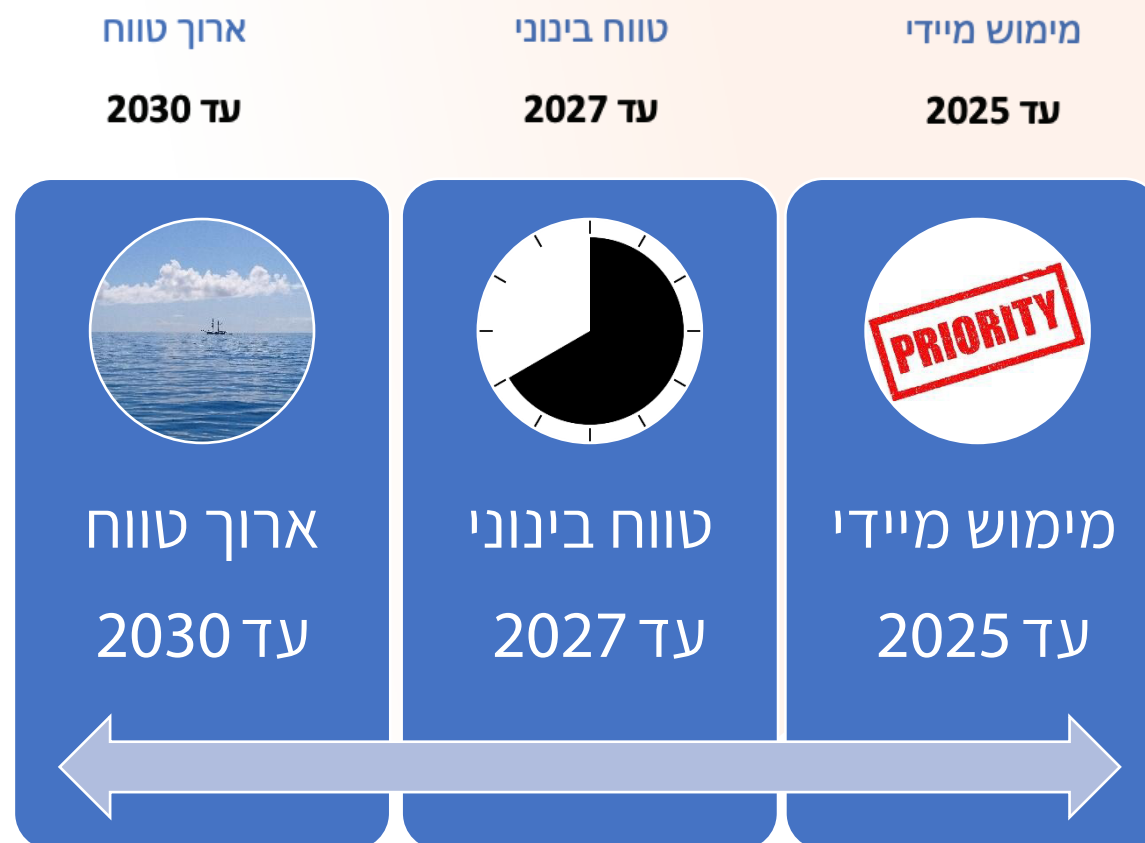 מימוש מיידי
טווח בינוני
ארוך טווח
עד 2025
עד 2027
עד 2030
PRIORITY
מימוש מיידי
טווח בינוני
ארוך טווח
עד 2025
עד 2027
עד 2030